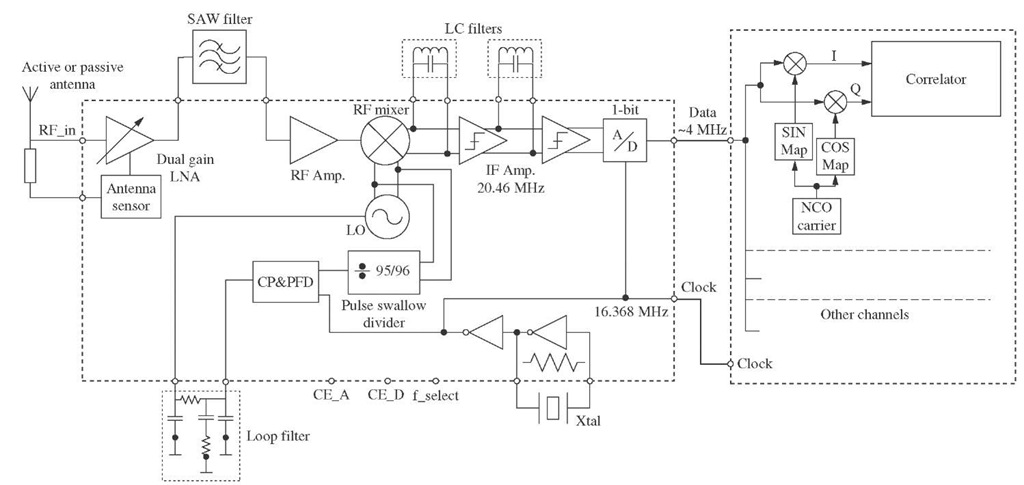 SAW filter
LC filters
Active or passive
antenna
RF_in
Dual gain
LNA
Antenna
sensor
RF Amp.
RF mixer
LO
IF Amp.
20.46 MHz
1-bit
A/D
Data
~4 MHz
I
Q
Correlator
SIN
Map
COS
Map
NCO
carrier
CP&PFD
÷ 95/96
Pulse swallow
divider
16.368 MHz
Clock
Clock
Other channels
CE_A
CE_D
f_select
Xtal
Loop filter